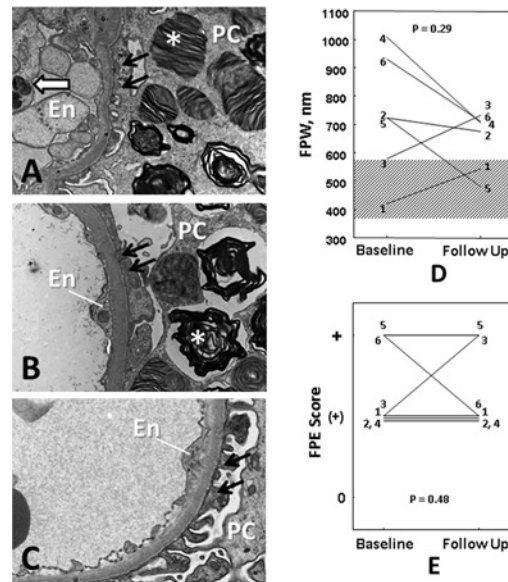 PC
*
En
A
PC
En
*
B
En
PC
C
P = 0.29
FPW, nm
1100
1000
900
800
700
600
500
400
300
4
6
2
5
3
1
3
6
4
2
1
5
Baseline
Follow Up
D
FPE Score
+
(+)
0
5
6
3
1
2, 4
5
3
6
1
2, 4
P = 0.48
Baseline
Follow Up
E